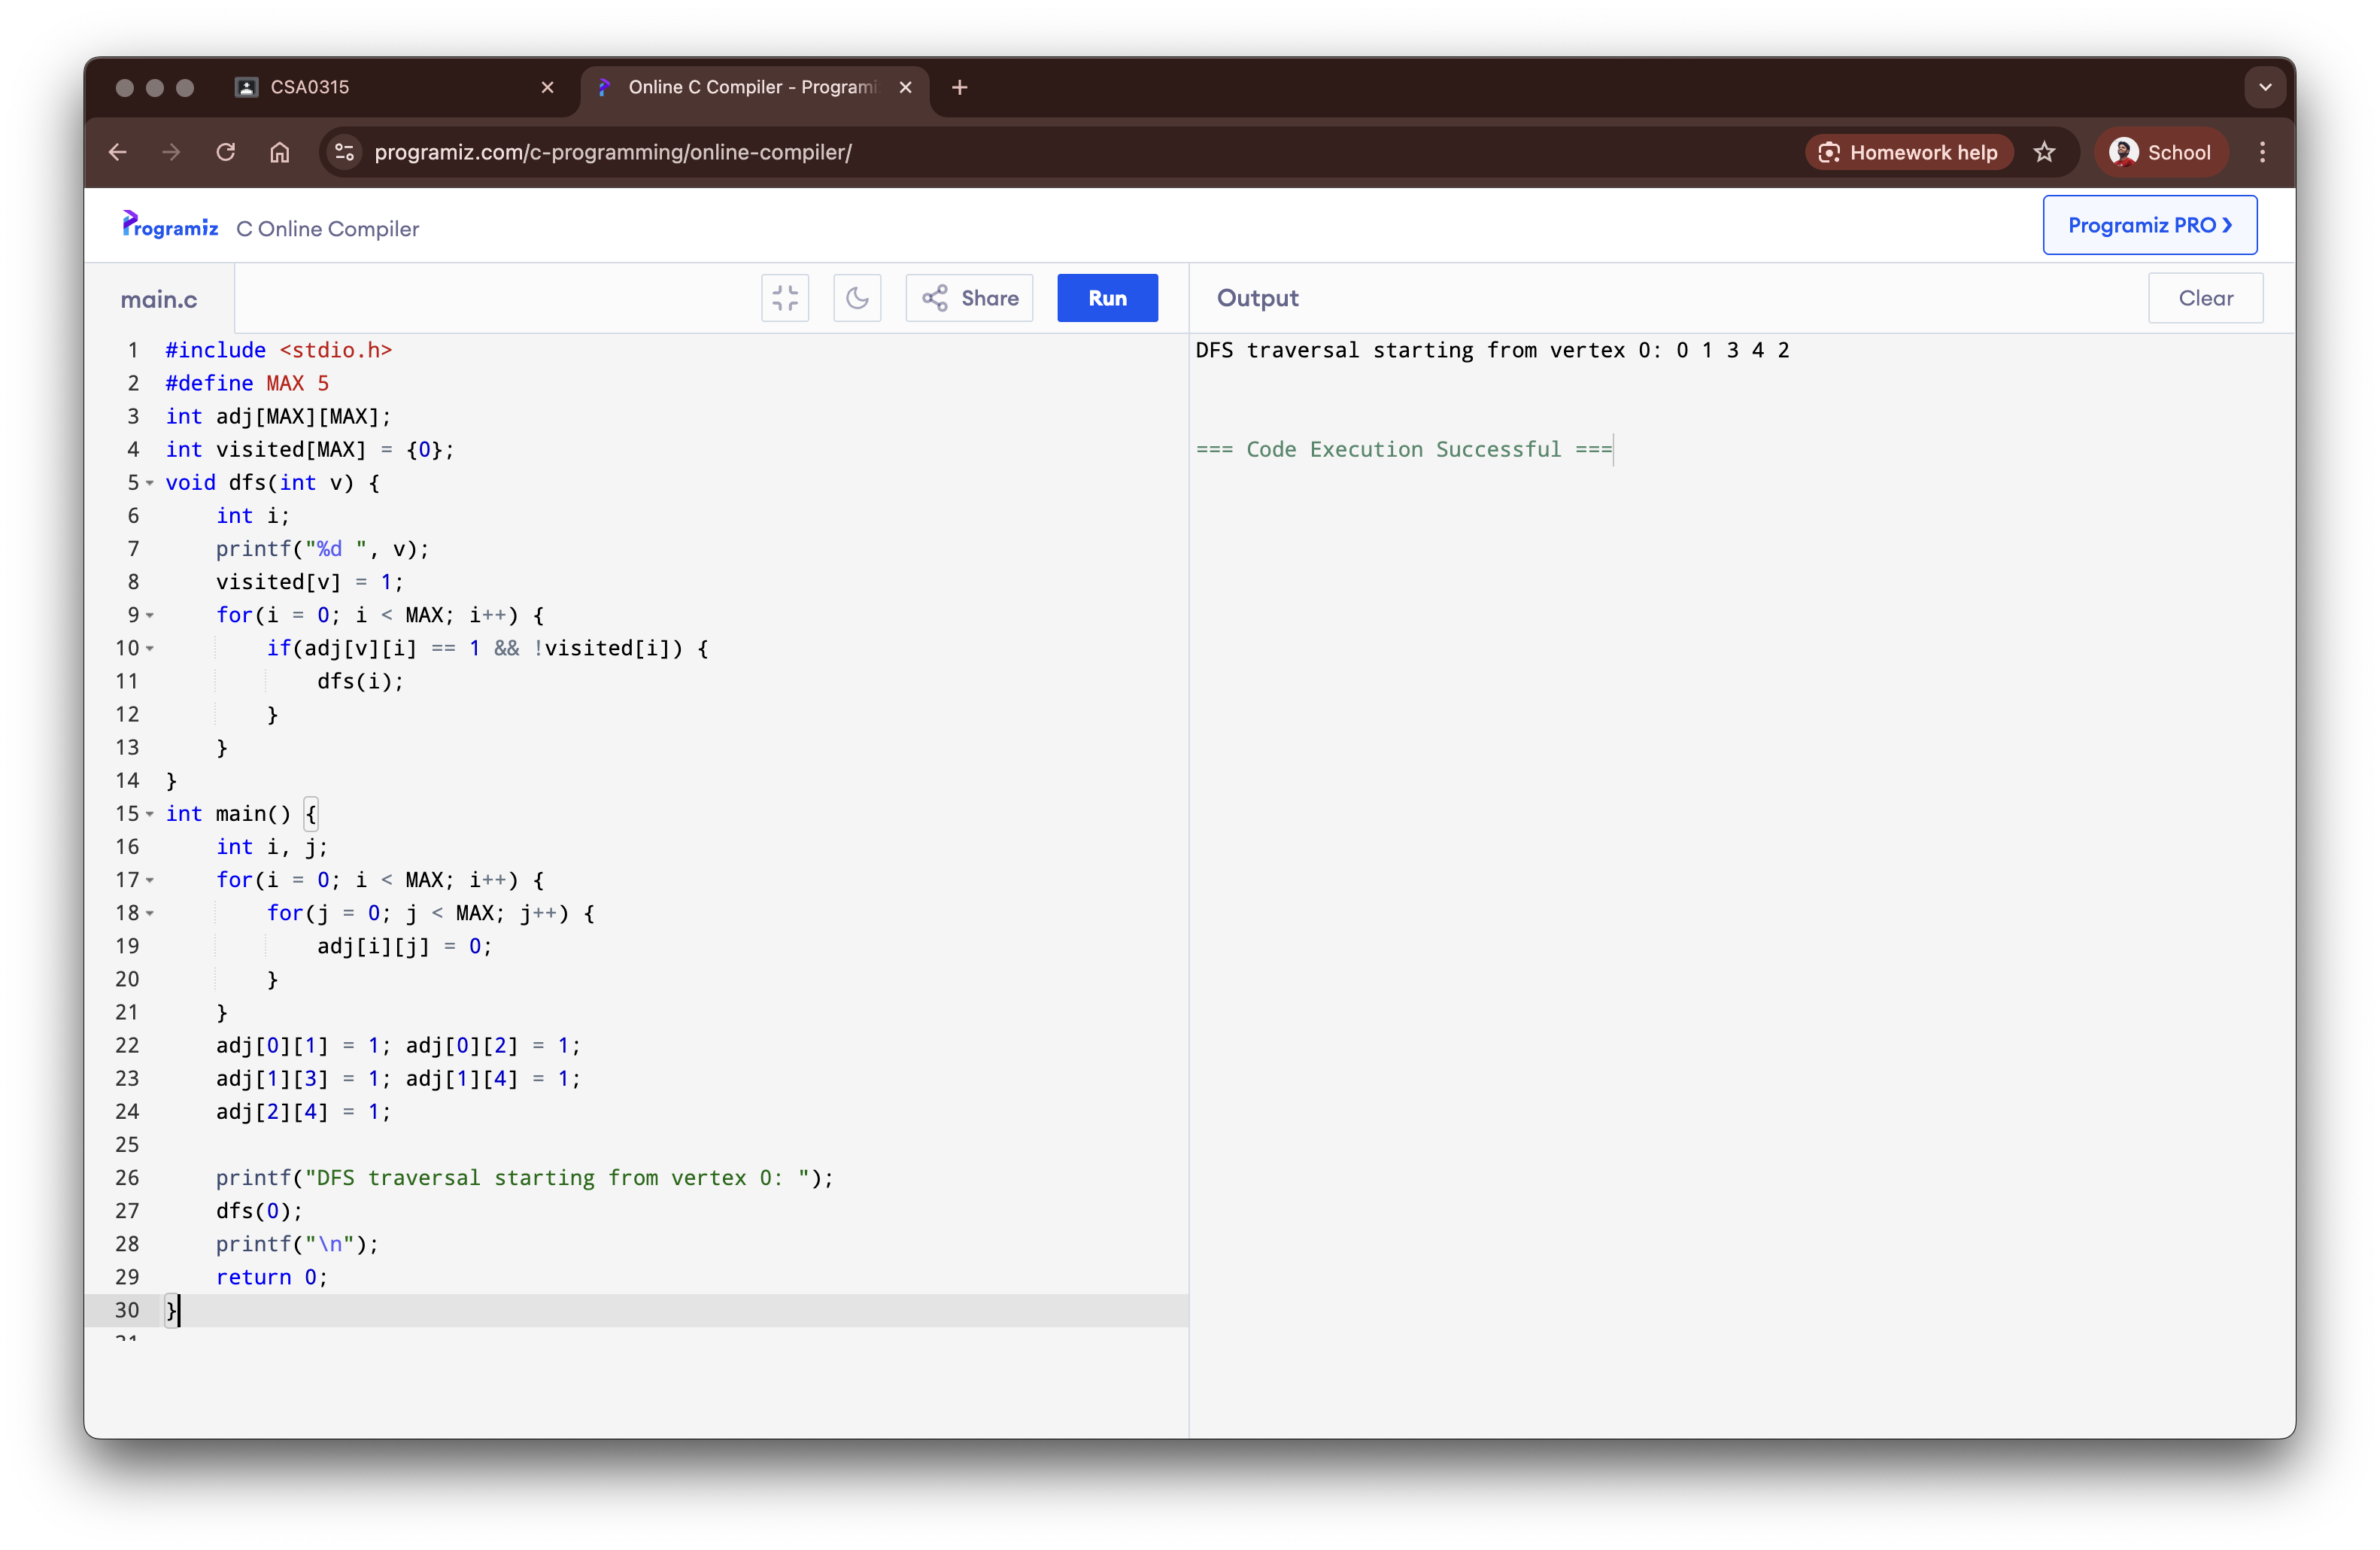 CSA0315
Online C Compiler - Programi
programiz.com/c-programming/online-compiler/
Homework help
School
Programiz C Online Compiler
Programiz PRO ❯
main.c
Share
Run
Output
Clear
1 #include <stdio.h>
2 #define MAX 5
3 int adj[MAX][MAX];
4 int visited[MAX] = {0};
5 void dfs(int v) {
6     int i;
7     printf("%d ", v);
8     visited[v] = 1;
9     for(i = 0; i < MAX; i++) {
10         if(adj[v][i] == 1 && !visited[i]) {
11             dfs(i);
12         }
13     }
14 }
15 int main() {
16     int i, j;
17     for(i = 0; i < MAX; i++) {
18         for(j = 0; j < MAX; j++) {
19             adj[i][j] = 0;
20         }
21     }
22     adj[0][1] = 1; adj[0][2] = 1;
23     adj[1][3] = 1; adj[1][4] = 1;
24     adj[2][4] = 1;
25
26     printf("DFS traversal starting from vertex 0: ");
27     dfs(0);
28     printf("\n");
29     return 0;
30 }
31
DFS traversal starting from vertex 0: 0 1 3 4 2
=== Code Execution Successful ===